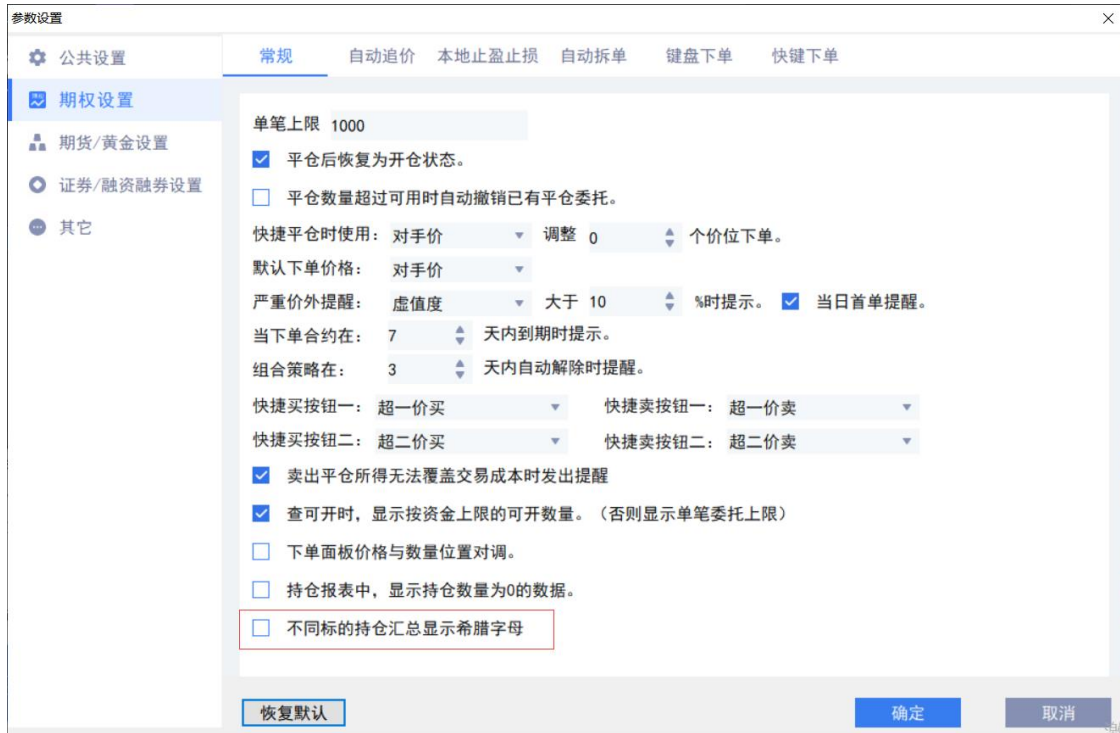 参数设置
公共设置
期权设置
期货/黄金设置
证券/融资融券设置
其它
常规 自动追价 本地止盈止损 自动拆单 键盘下单 快键下单
单笔上限 1000
平仓后恢复为开仓状态。
平仓数量超过可用时自动撤销已有平仓委托。
快捷平仓时使用: 对手价 调整 0 个价位下单。
默认下单价格: 对手价
严重价外提醒: 虚值度 大于 10 %时提示。 当日首单提醒。
当下单合约在: 7 天内到期时提示。
组合策略在: 3 天内自动解除时提醒。
快捷买按钮一: 超一价买 快捷卖按钮一: 超一价卖
快捷买按钮二: 超二价买 快捷卖按钮二: 超二价卖
卖出平仓所得无法覆盖交易成本时发出提醒
查可开时，显示按资金上限的可开数量。（否则显示单笔委托上限）
下单面板价格与数量位置对调。
持仓报表中，显示持仓数量为0的数据。
不同标的持仓汇总显示希腊字母
恢复默认 确定 取消